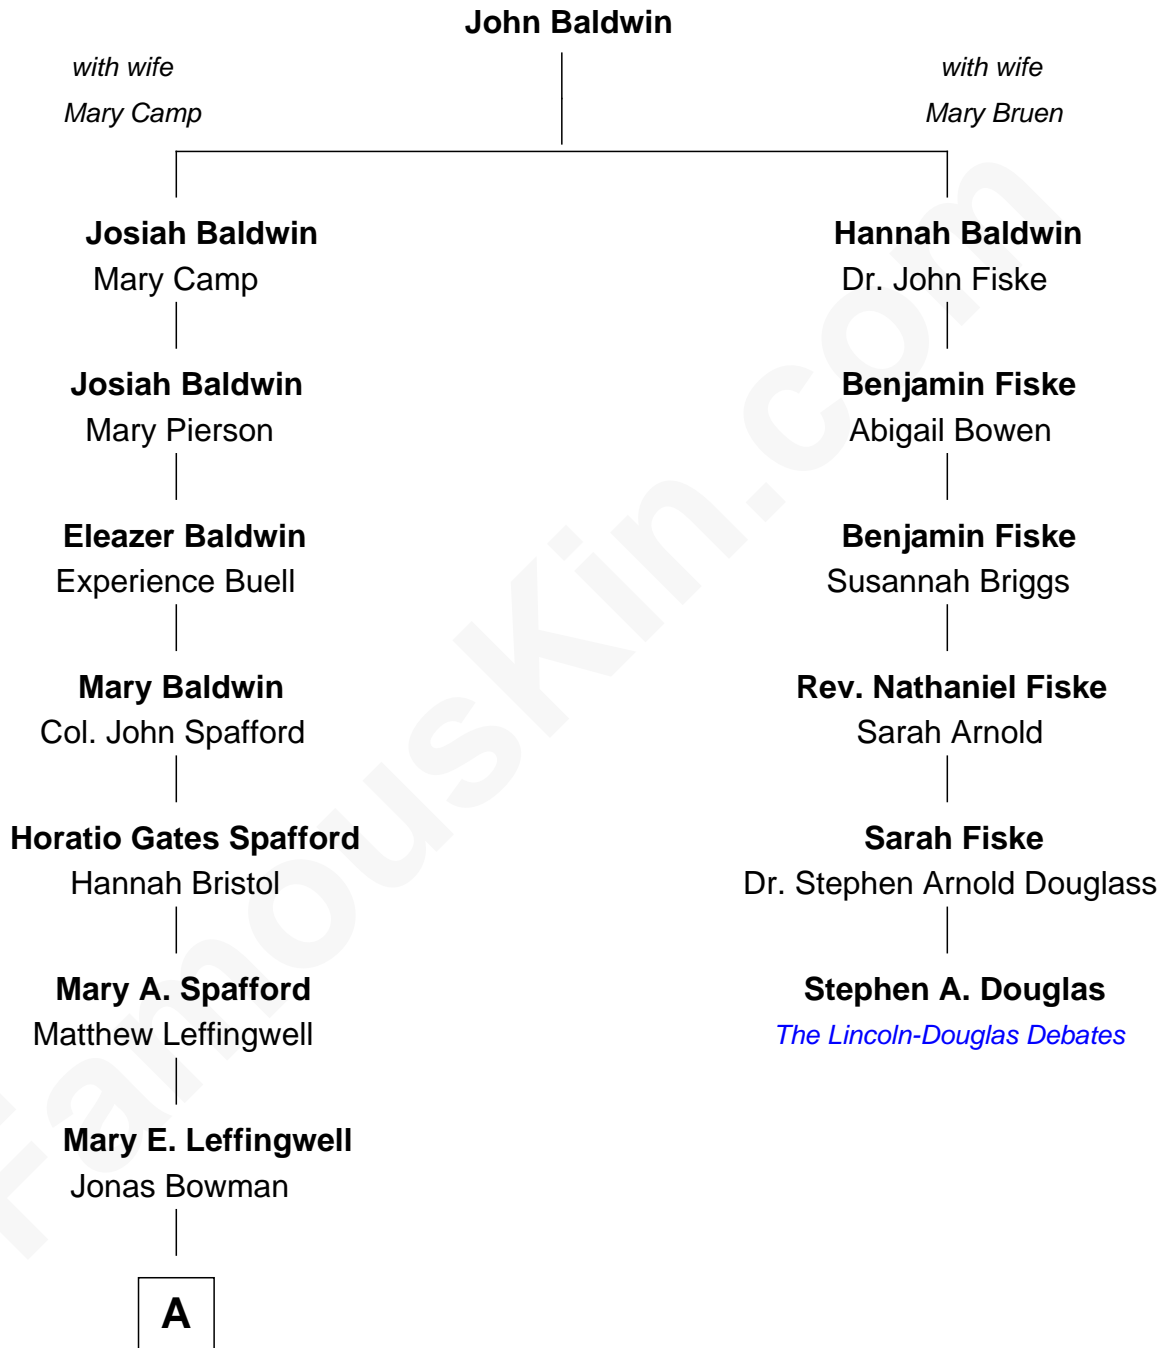 John Baldwin
with wife
Mary Camp
with wife
Mary Bruen
Josiah Baldwin
Mary Camp
Hannah Baldwin
Dr. John Fiske
Josiah Baldwin
Mary Pierson
Benjamin Fiske
Abigail Bowen
Eleazer Baldwin
Experience Buell
Benjamin Fiske
Susannah Briggs
Mary Baldwin
Col. John Spafford
Rev. Nathaniel Fiske
Sarah Arnold
Horatio Gates Spafford
Hannah Bristol
Sarah Fiske
Dr. Stephen Arnold Douglass
Mary A. Spafford
Matthew Leffingwell
Stephen A. Douglas
The Lincoln-Douglas Debates
Mary E. Leffingwell
Jonas Bowman
A
FamousKin.com